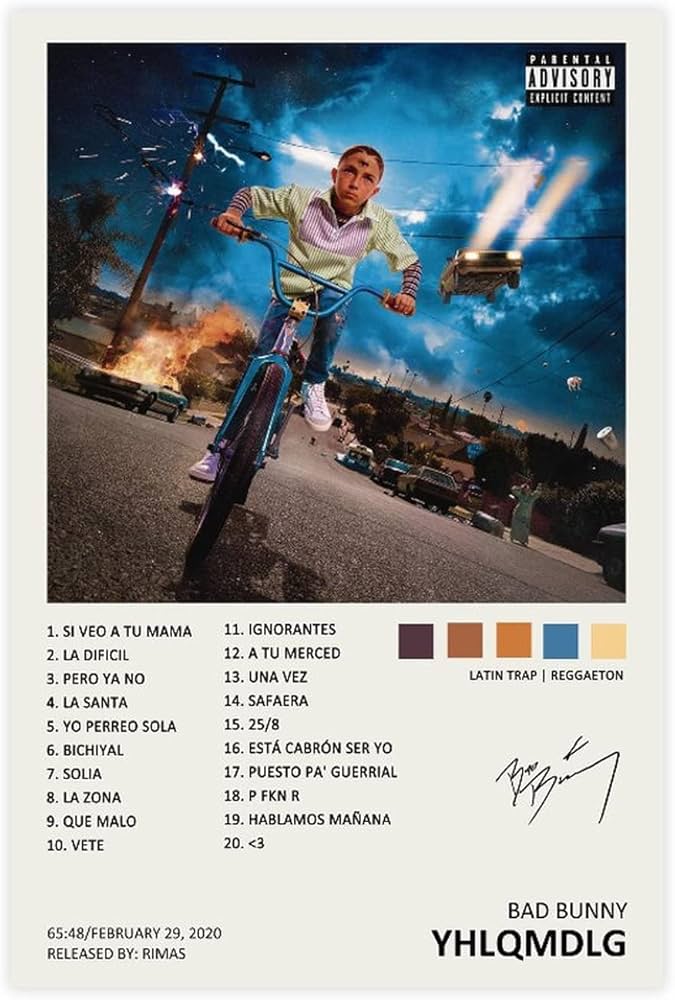 PARENTAL
ADVISORY
EXPLICIT CONTENT
1. SI VEO A TU MAMA
2. LA DIFICIL
3. PERO YA NO
4. LA SANTA
5. YO PERREO SOLA
6. BICHIYAL
7. SOLIA
8. LA ZONA
9. QUE MALO
10. VETE
11. IGNORANTES
12. A TU MERCED
13. UNA VEZ
14. SAFAERA
15. 25/8
16. ESTÁ CABRÓN SER YO
17. PUESTO PA' GUERRIAL
18. P FKN R
19. HABLAMOS MAÑANA
20. <3
LATIN TRAP | REGGAETON
Bad Bunny
65:48/FEBRUARY 29, 2020
RELEASED BY: RIMAS
BAD BUNNY
YHLQMDLG